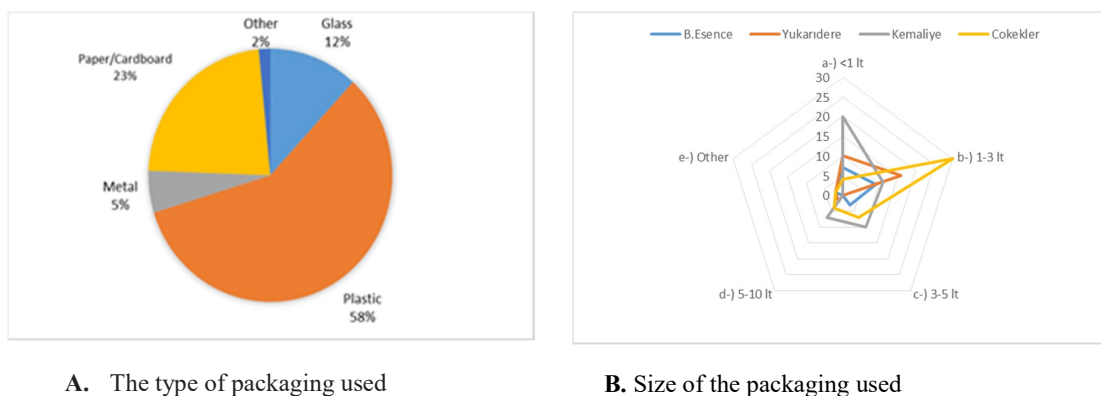 Other
2%
Glass
12%
Paper/Cardboard
23%
Metal
5%
Plastic
58%
B.Esence Yukarıdere Kemaliye Cokekler
a-) <1 lt
30
25
20
15
10
5
0
b-) 1-3 lt
c-) 3-5 lt
d-) 5-10 lt
e-) Other
A. The type of packaging used
B. Size of the packaging used